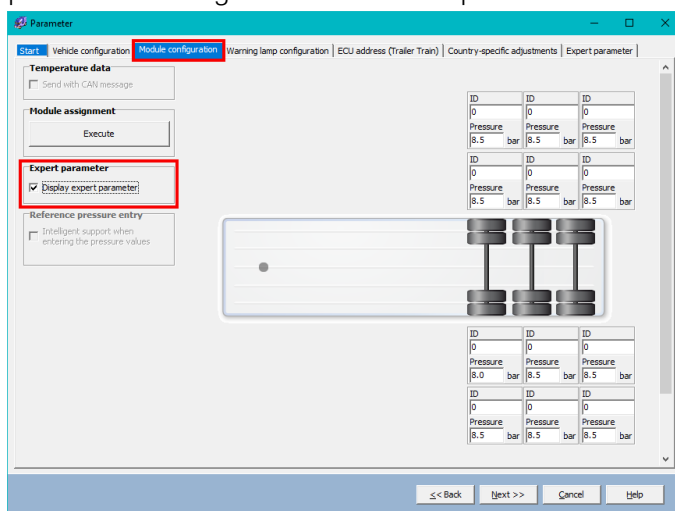 Parameter
Start Vehicle configuration Module configuration Warning lamp configuration ECU address (Trailer Train) Country-specific adjustments Expert parameter
Temperature data
Send with CAN message
Module assignment
Execute
Expert parameter
Display expert parameter
Reference pressure entry
Intelligent support when
entering the pressure values
ID ID ID
0 0 0
Pressure Pressure Pressure
8.5 bar 8.5 bar 8.5 bar
ID ID ID
0 0 0
Pressure Pressure Pressure
8.5 bar 8.5 bar 8.5 bar
ID ID ID
0 0 0
Pressure Pressure Pressure
8.0 bar 8.5 bar 8.5 bar
ID ID ID
0 0 0
Pressure Pressure Pressure
8.5 bar 8.5 bar 8.5 bar
<< Back Next >> Cancel Help